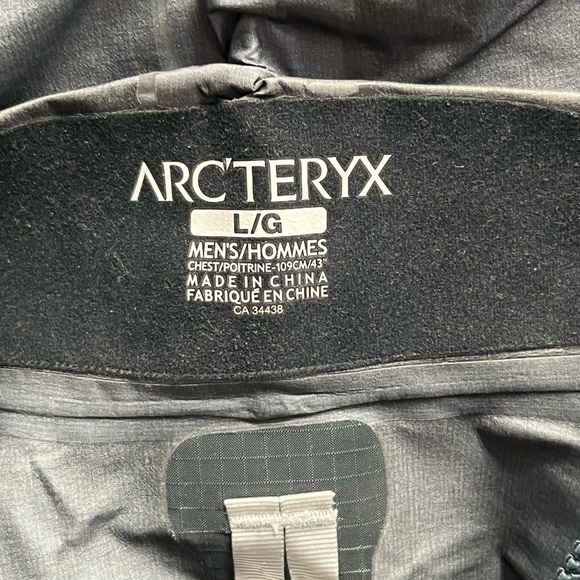 ARC'TERYX
L/G
MEN'S/HOMMES
CHEST/POITRINE-109CM/43"
MADE IN CHINA
FABRIQUÉ EN CHINE
CA 34438